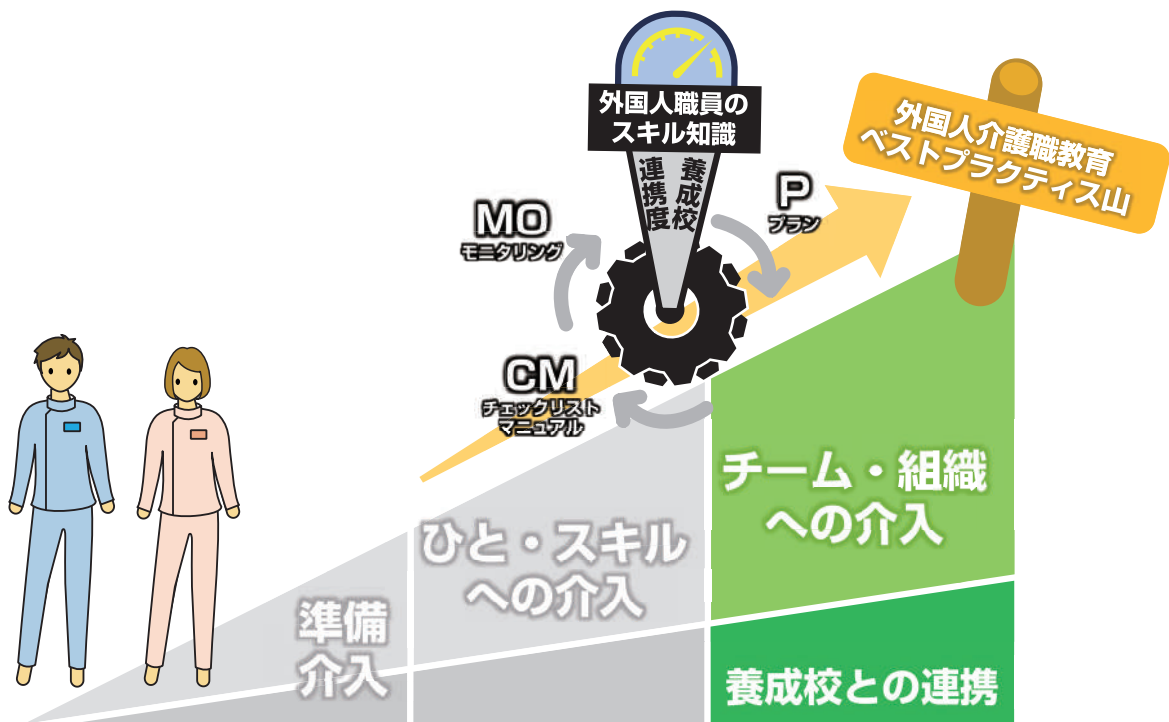 外国人職員の
スキル知識
養成校
連携度
MO
モニタリング
P
プラン
CM
チェックリスト
マニュアル
外国人介護職教育
ベストプラクティス山
準備
介入
ひと・スキル
への介入
チーム・組織
への介入
養成校との連携